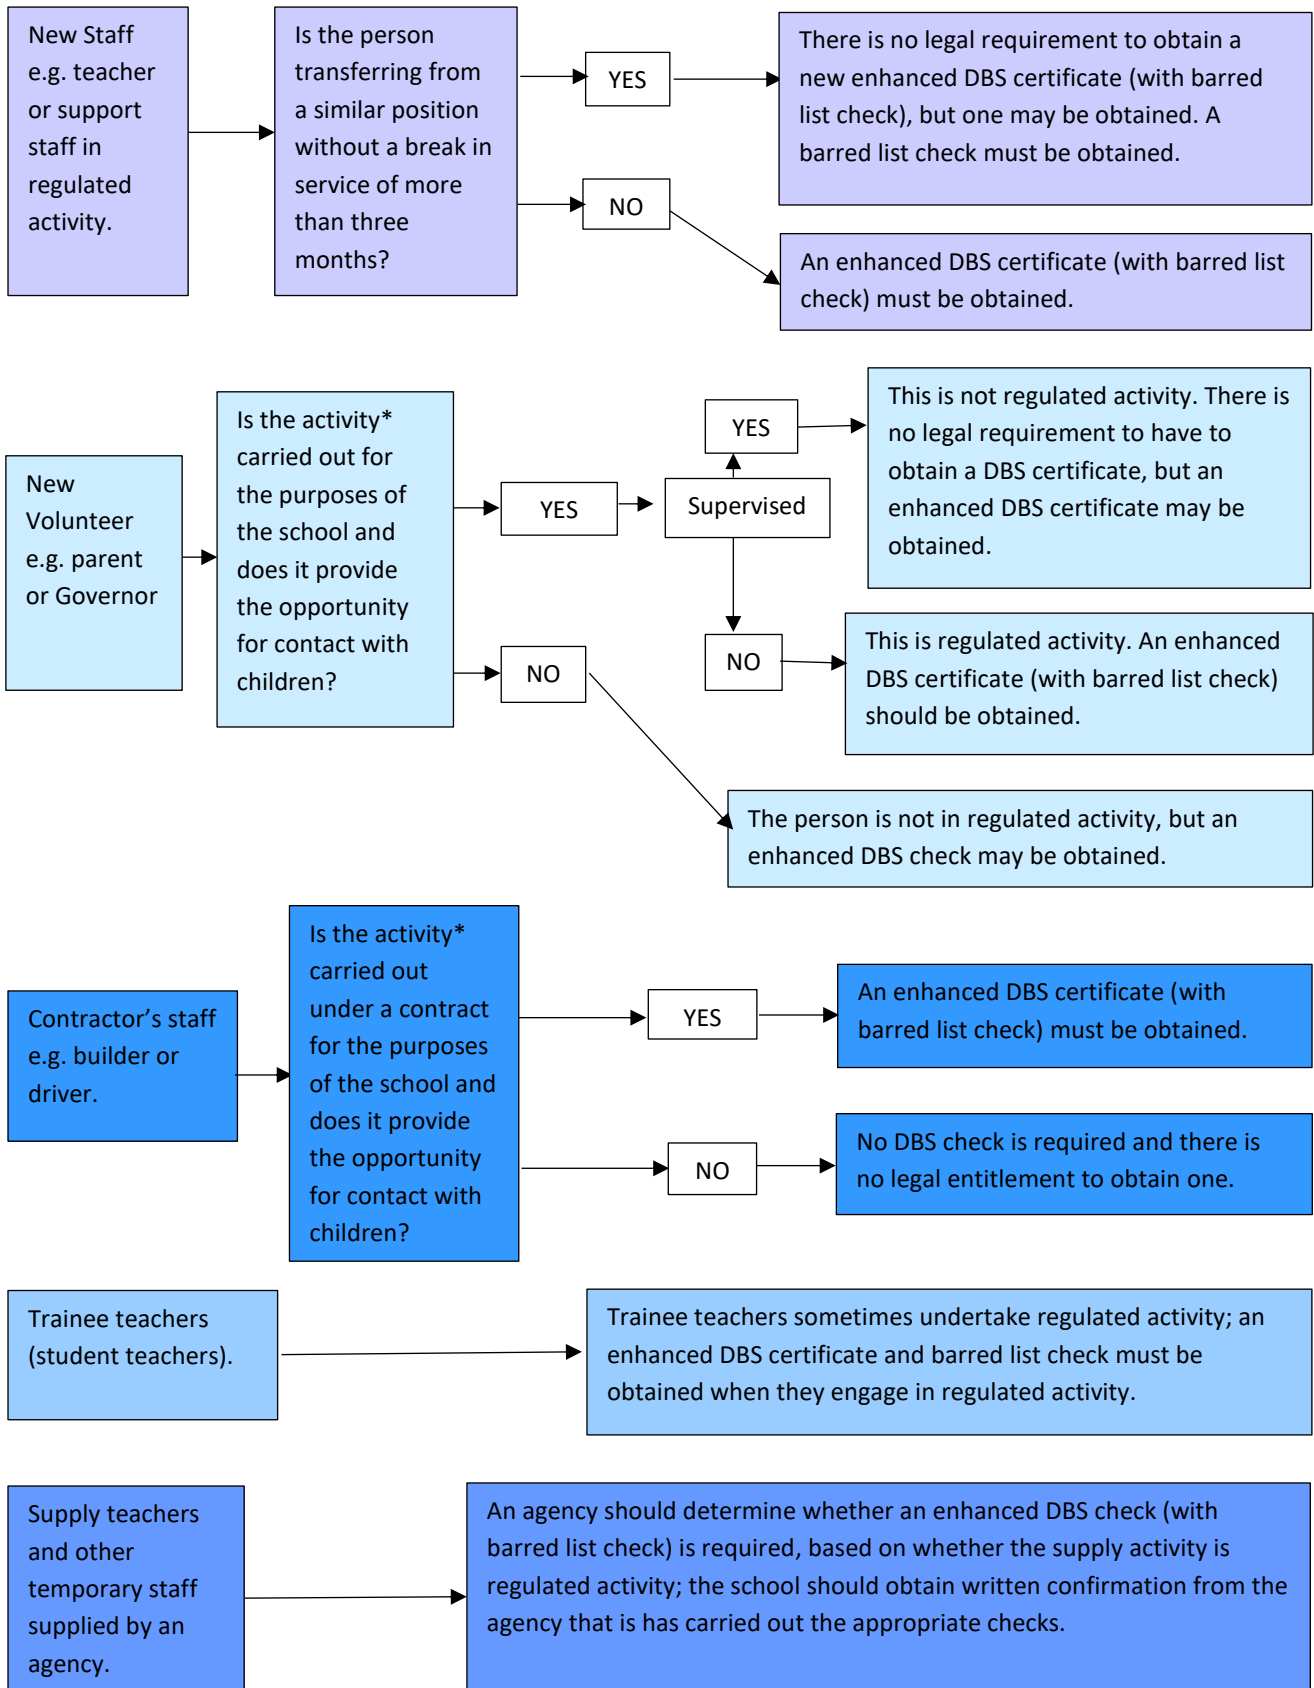 New Staff
e.g. teacher
or support
staff in
regulated
activity.
Is the person
transferring from
a similar position
without a break in
service of more
than three
months?
YES
There is no legal requirement to obtain a
new enhanced DBS certificate (with barred
list check), but one may be obtained. A
barred list check must be obtained.
NO
An enhanced DBS certificate (with barred list
check) must be obtained.
New
Volunteer
e.g. parent
or Governor
Is the activity*
carried out for
the purposes of
the school and
does it provide
the opportunity
for contact with
children?
YES
Supervised
YES
This is not regulated activity. There is
no legal requirement to have to
obtain a DBS certificate, but an
enhanced DBS certificate may be
obtained.
NO
This is regulated activity. An enhanced
DBS certificate (with barred list check)
should be obtained.
NO
The person is not in regulated activity, but an
enhanced DBS check may be obtained.
Contractor’s staff
e.g. builder or
driver.
Is the activity*
carried out
under a contract
for the purposes
of the school and
does it provide
the opportunity
for contact with
children?
YES
An enhanced DBS certificate (with
barred list check) must be obtained.
NO
No DBS check is required and there is
no legal entitlement to obtain one.
Trainee teachers
(student teachers).
Trainee teachers sometimes undertake regulated activity; an
enhanced DBS certificate and barred list check must be
obtained when they engage in regulated activity.
Supply teachers
and other
temporary staff
supplied by an
agency.
An agency should determine whether an enhanced DBS check (with
barred list check) is required, based on whether the supply activity is
regulated activity; the school should obtain written confirmation from the
agency that is has carried out the appropriate checks.